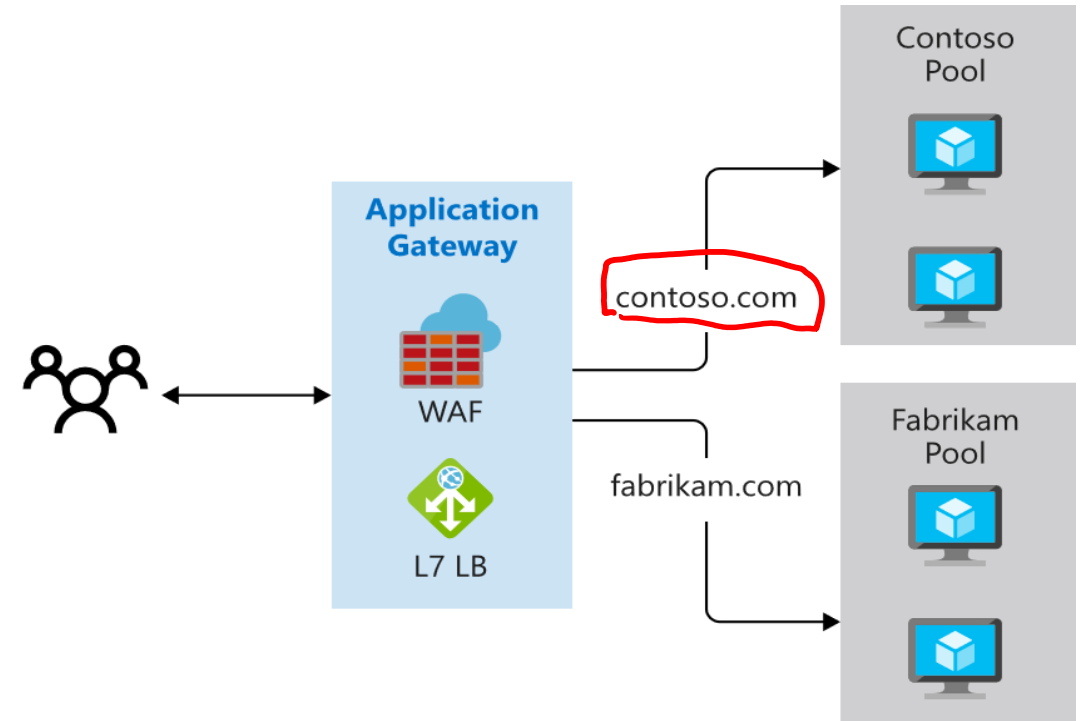 Application
Gateway
WAF
L7 LB
contoso.com
fabrikam.com
Contoso
Pool
Fabrikam
Pool